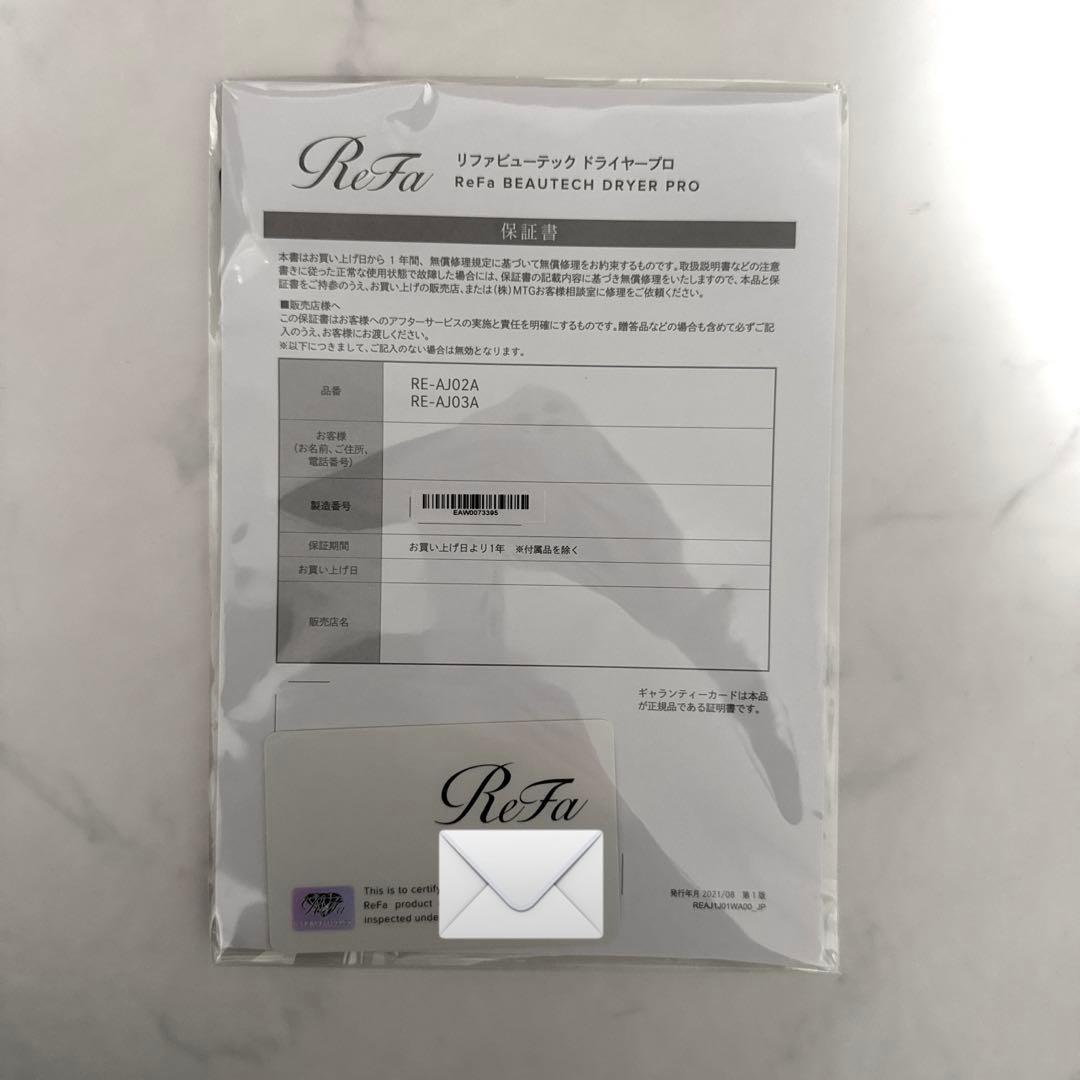 ReFa
リファビューテック ドライヤープロ
ReFa BEAUTECH DRYER PRO
保証書
本書はお買い上げ日から 1 年間、無償修理規定に基づいて無償修理をお約束するものです。取扱説明書などの注意
書きに従った正常な使用状態で故障した場合には、保証書の記載内容に基づき無償修理をいたしますので、本品と保
証書をご持参のうえ、お買い上げの販売店、または(株)MTGお客様相談室に修理をご依頼ください。
■販売店様へ
この保証書はお客様へのアフターサービスの実施と責任を明確にするものです。贈答品などの場合も含めて必ずご記
入のうえ、お客様にお渡しください。
※以下につきまして、ご記入のない場合は無効となります。
品番
RE-AJ02A
RE-AJ03A
お客様
(お名前、ご住所、
電話番号)
製造番号
EAW0073395
保証期間
お買い上げ日より1年 ※付属品を除く
お買い上げ日
販売店名
ギャランティーカードは本品
が正規品である証明書です。
ReFa
This is to certify
ReFa product
inspected unde
ReFa
発行年月 2021/08 第1版
REAJ1J01WA00_JP